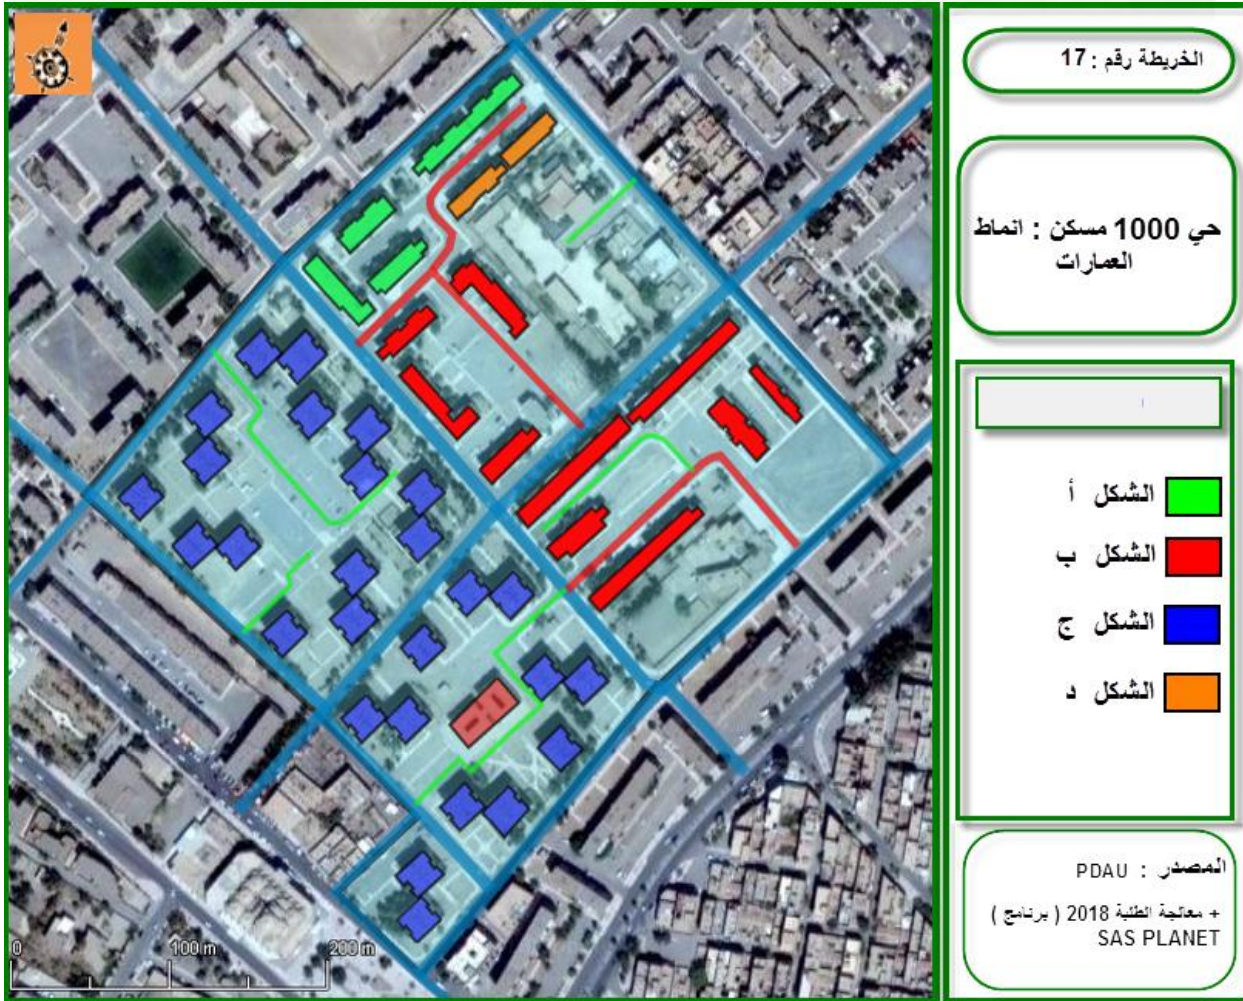 الخريطة رقم : 17
حي 1000 مسكن : انماط
العمارات
الشكل أ
الشكل ب
الشكل ج
الشكل د
المصدر : PDAU
+ معالجة الطلبة 2018 ( برنامج )
SAS PLANET
0 100 m 200 m